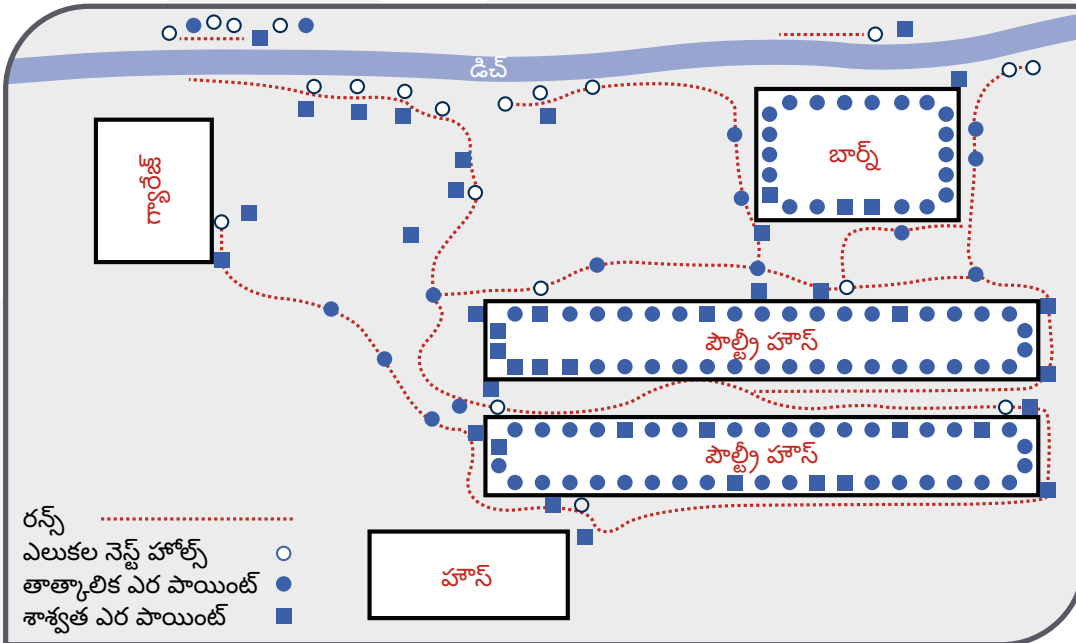 డిచ్
గ్యారేజ్
బార్న్
పౌల్ట్రీ హౌస్
పౌల్ట్రీ హౌస్
హౌస్
రన్స్
ఎలుకల నెస్ట్ హోల్స్
తాత్కాలిక ఎర పాయింట్
శాశ్వత ఎర పాయింట్